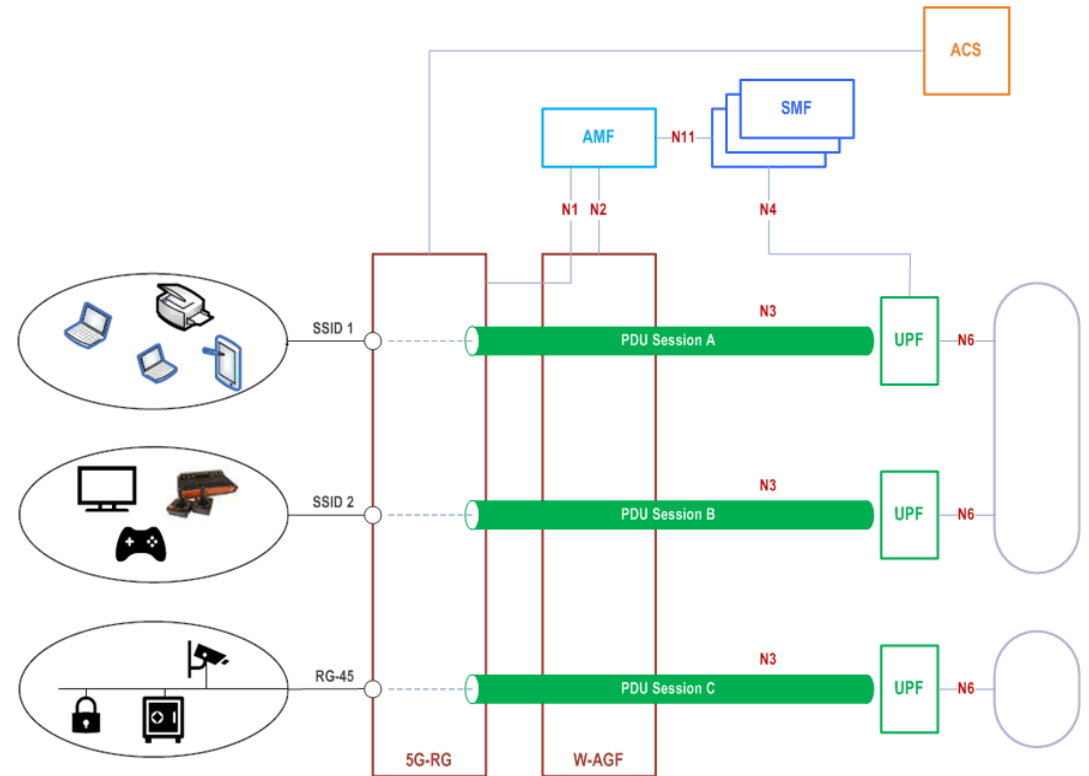 ACS
SMF
AMF
N11
N1
N2
N4
N3
SSID 1
PDU Session A
UPF
N6
N3
SSID 2
PDU Session B
UPF
N6
N3
RG-45
PDU Session C
UPF
N6
5G-RG
W-AGF